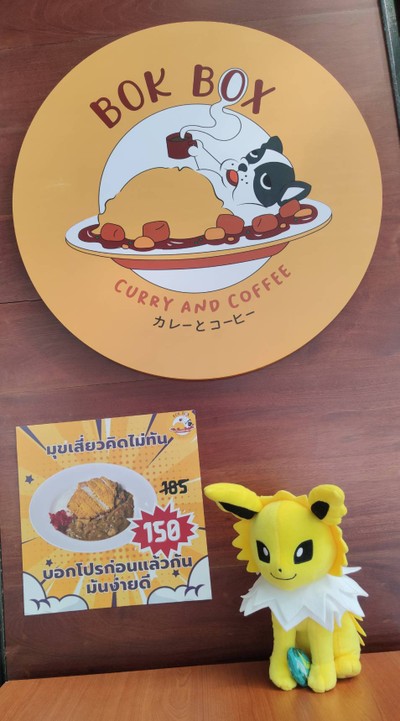 BOK BOX
CURRY AND COFFEE
カレーとコーヒー
มุขเสี่ยวคิดไม่ทัน
185
150
บอกโปรก่อนแล้วกัน
มันง่ายดี